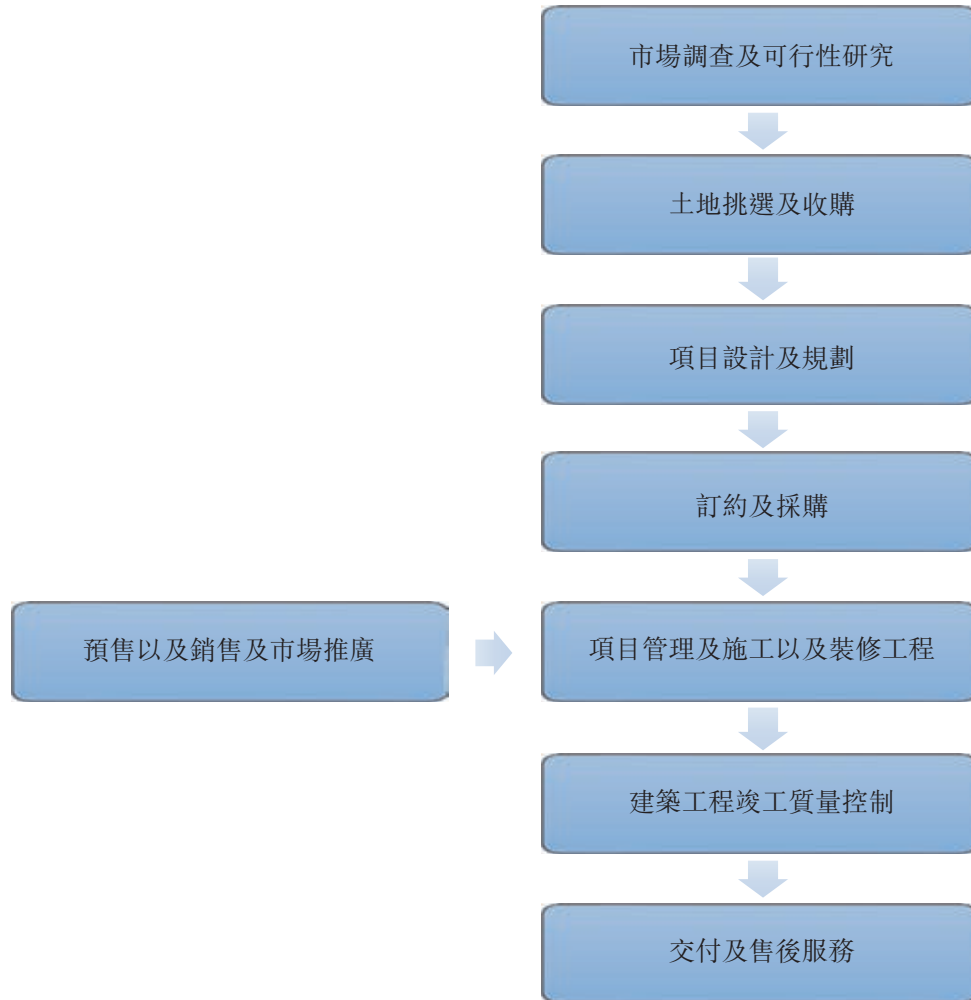 市場調查及可行性研究
土地挑選及收購
項目設計及規劃
訂約及採購
預售以及銷售及市場推廣
項目管理及施工以及裝修工程
建築工程竣工質量控制
交付及售後服務